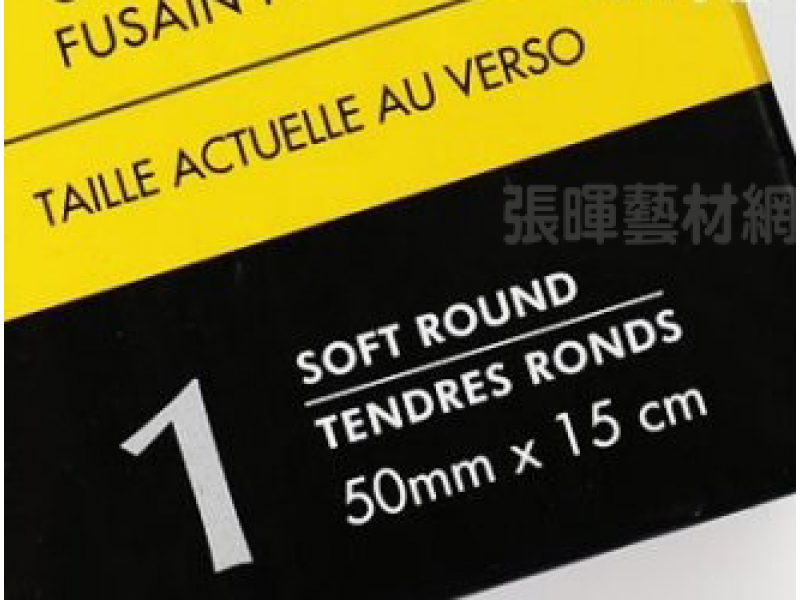 FUSAIN
TAILLE ACTUELLE AU VERSO
張暉藝材網
1
SOFT ROUND
TENDRES RONDS
50mm x 15 cm